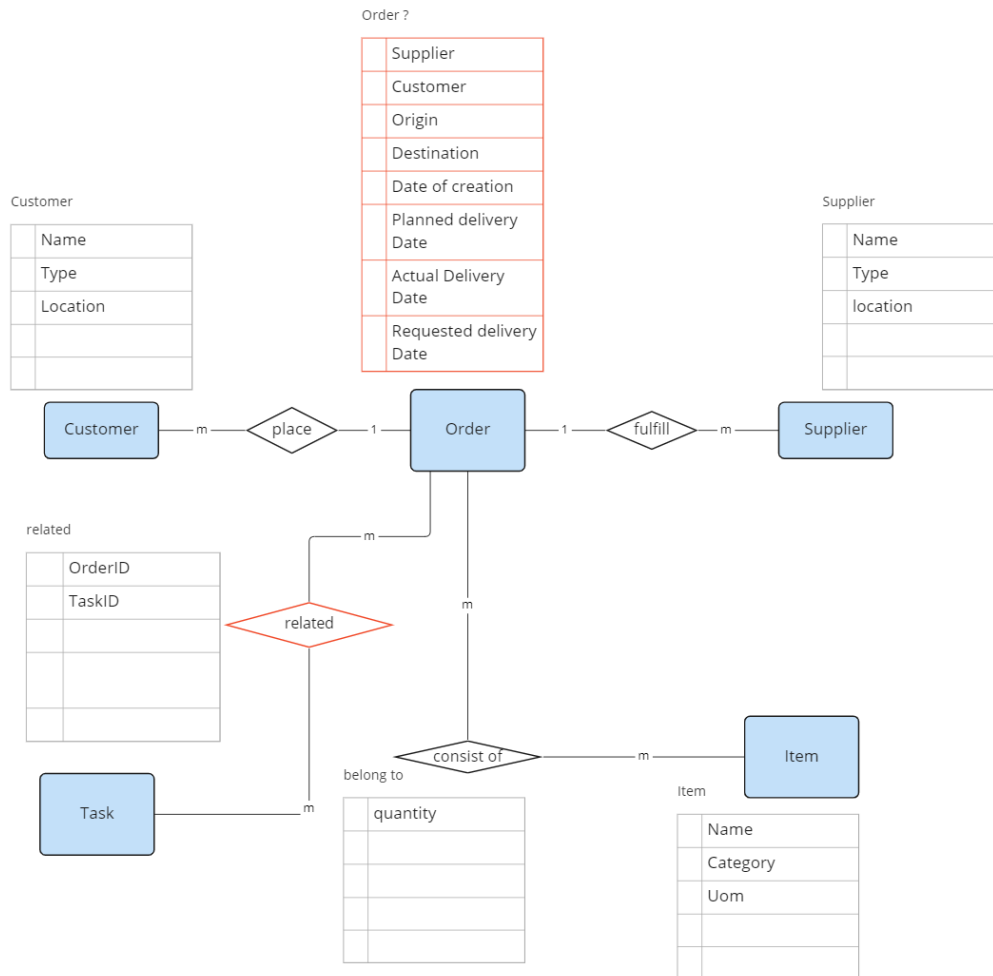 Order ?
Supplier
Customer
Origin
Destination
Date of creation
Planned delivery
Date
Actual Delivery
Date
Requested delivery
Date
Customer
Name
Type
Location
Supplier
Name
Type
location
Customer
m
place
1
Order
1
fulfill
m
Supplier
related
OrderID
TaskID
m
related
m
Task
m
consist of
m
Item
belong to
quantity
Item
Name
Category
Uom